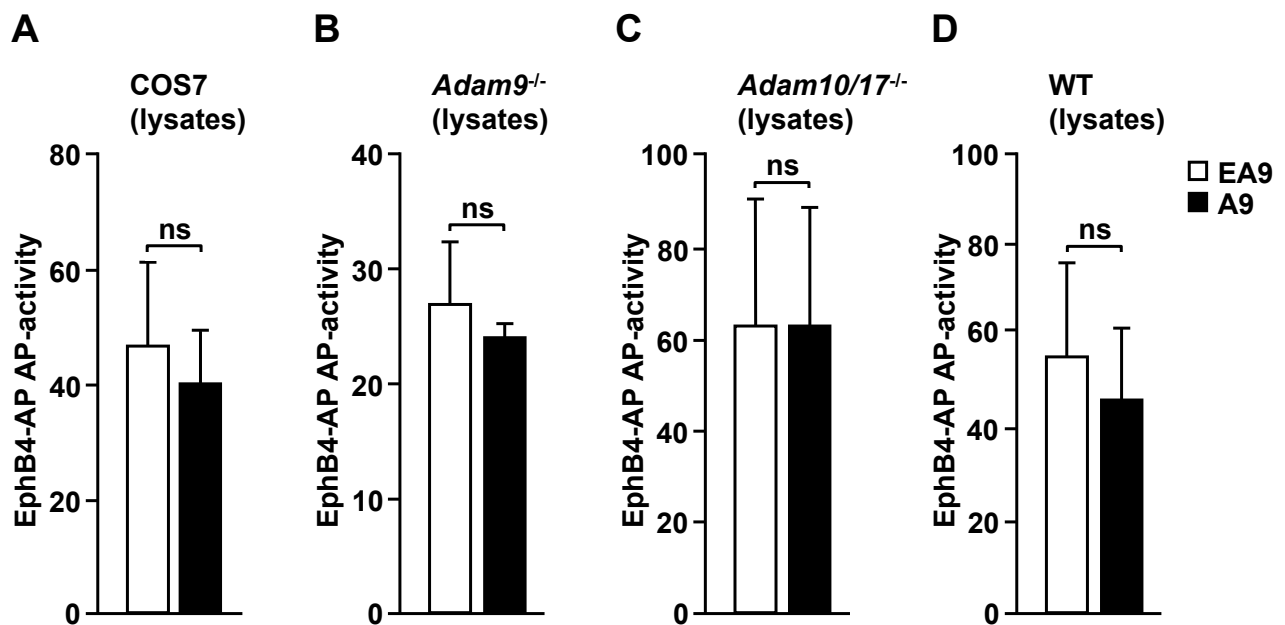 A
COS7
(lysates)
EphB4-AP AP-activity
80
60
40
20
0
ns
B
Adam9-/-
(lysates)
EphB4-AP AP-activity
40
30
20
10
0
ns
C
Adam10/17-/-
(lysates)
EphB4-AP AP-activity
100
80
60
40
20
0
ns
D
WT
(lysates)
EphB4-AP AP-activity
100
80
60
40
20
0
ns
EA9
A9